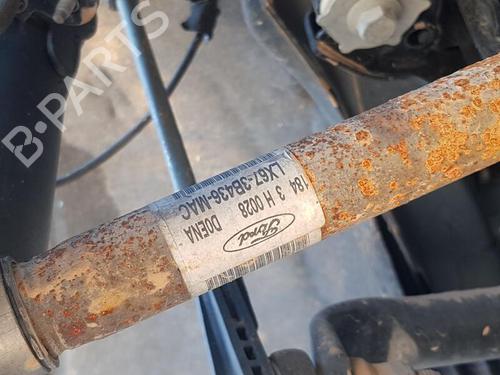 B-PARTS
184 3 H 0028
LX67-3B436-MAC
DOENA
Ford